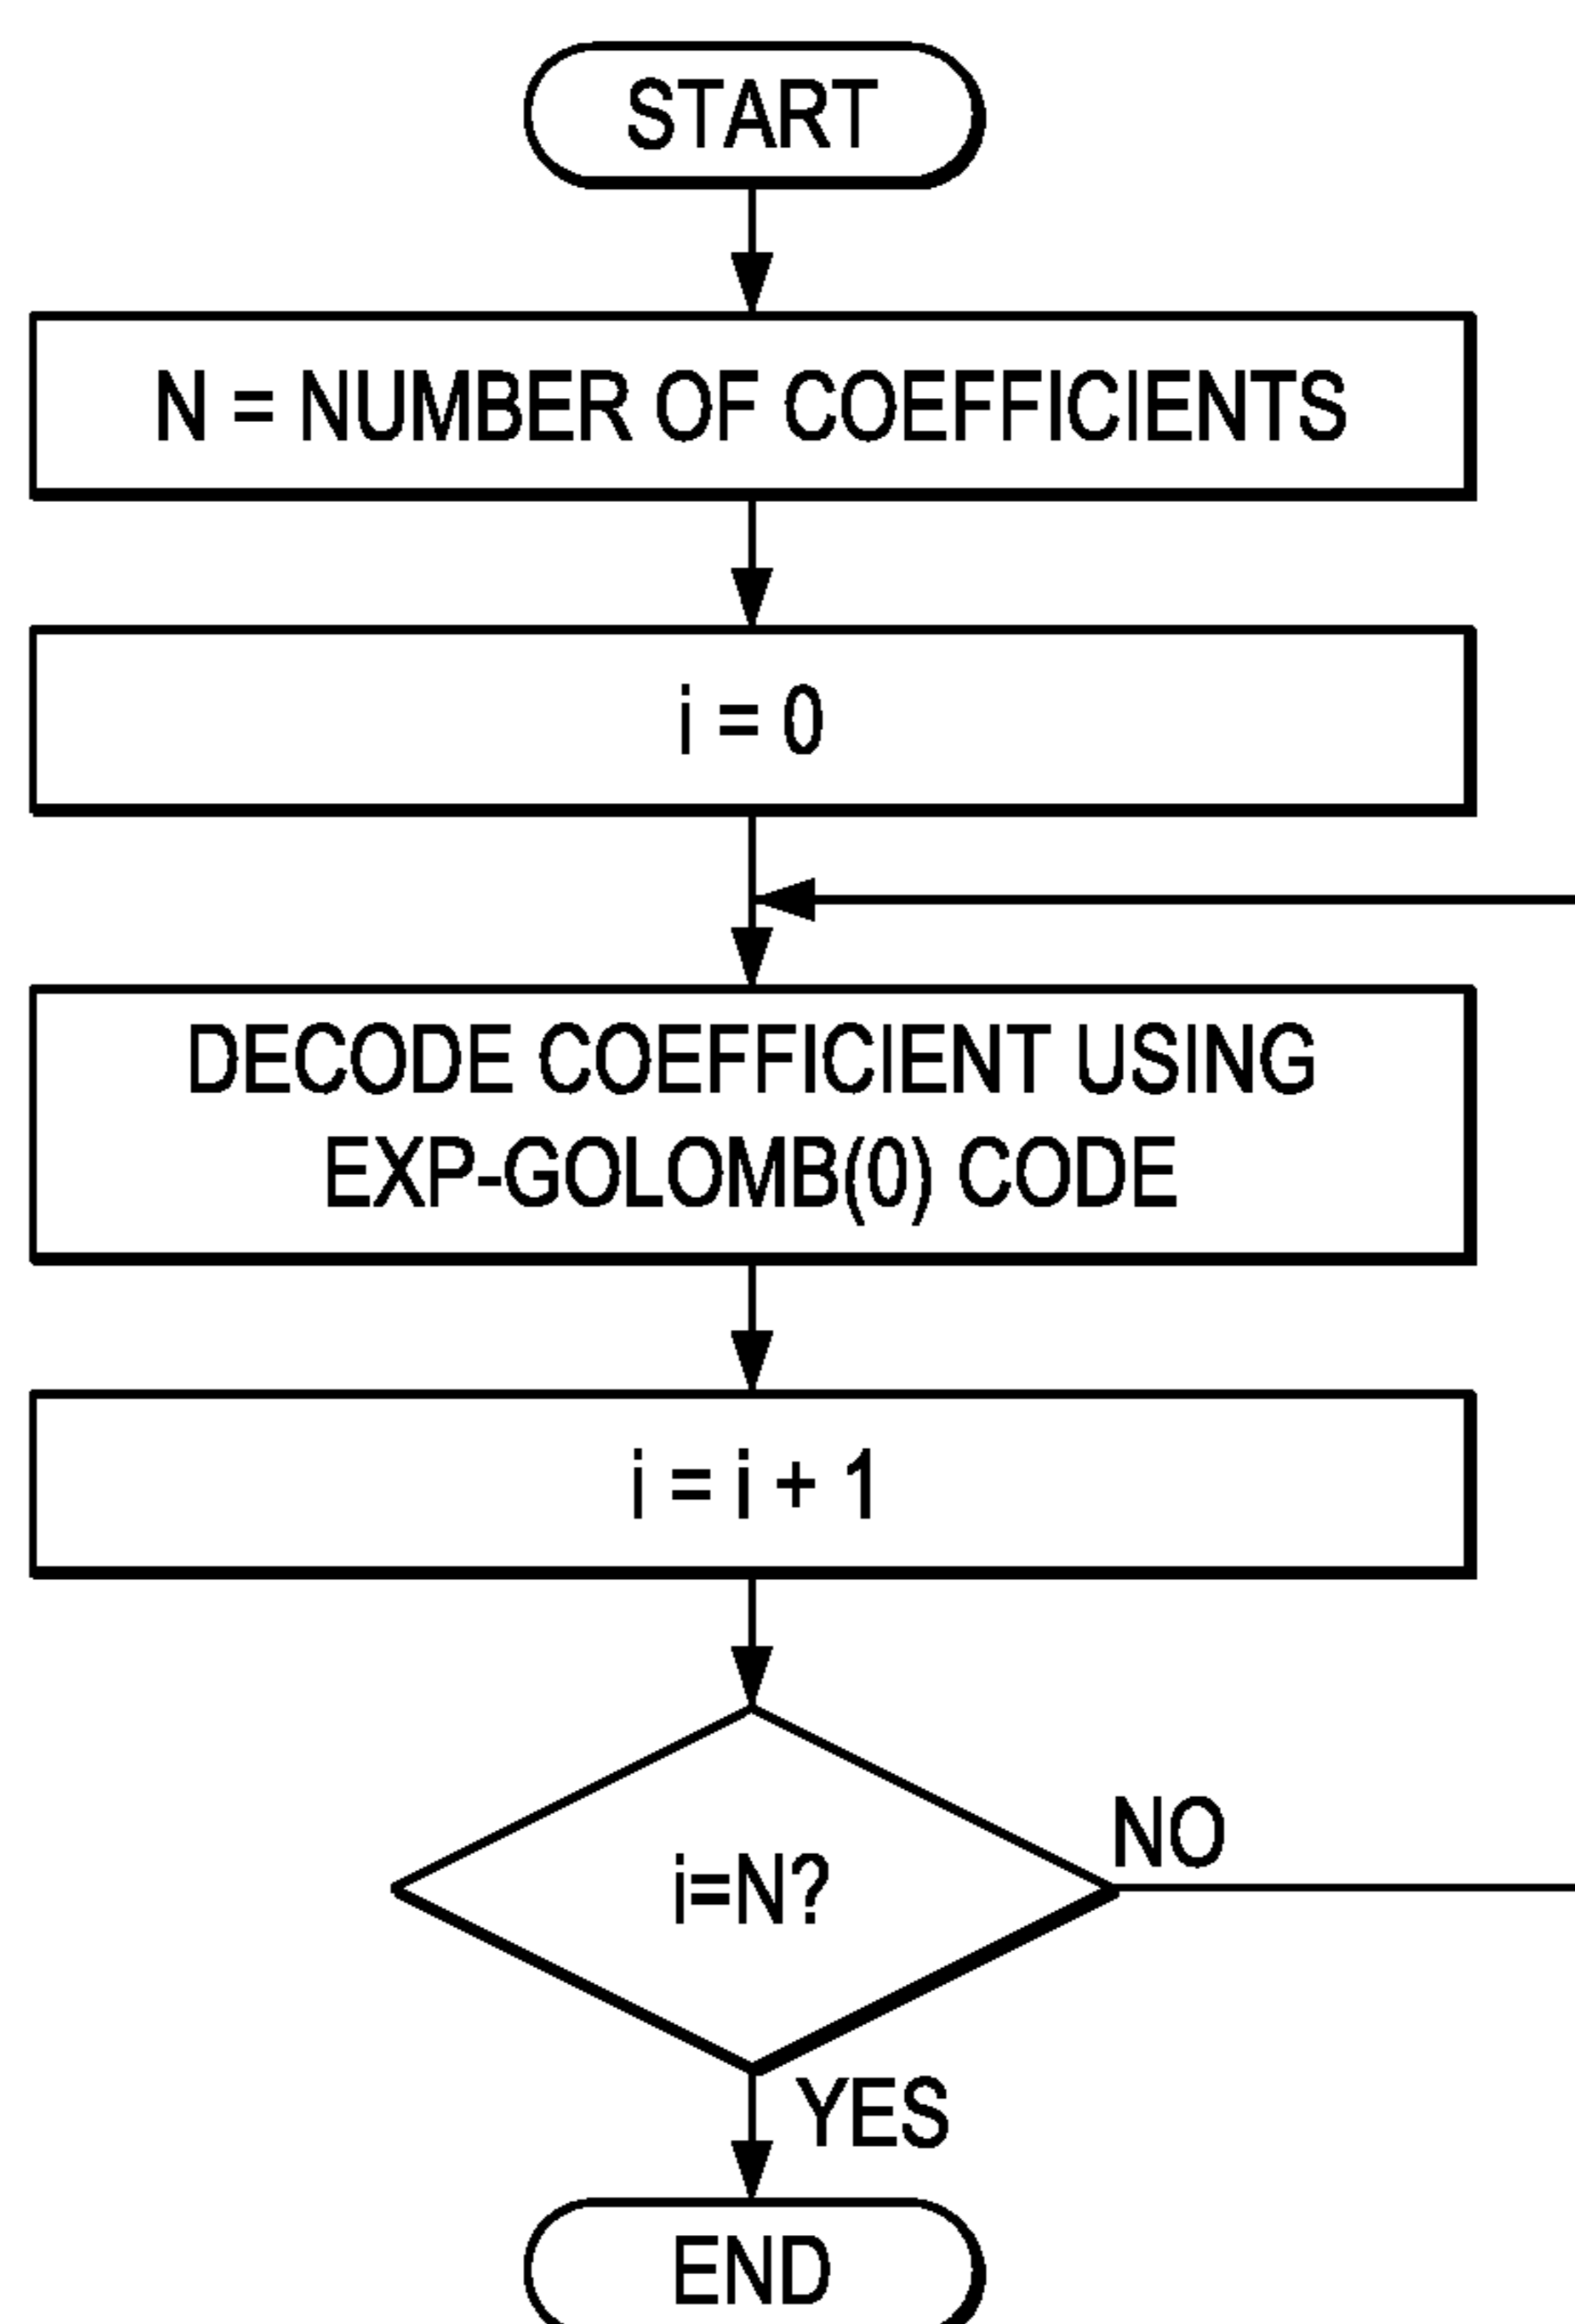 START
N = NUMBER OF COEFFICIENTS
i = 0
DECODE COEFFICIENT USING
EXP-GOLOMB(0) CODE
i = i + 1
i=N?
NO
YES
END